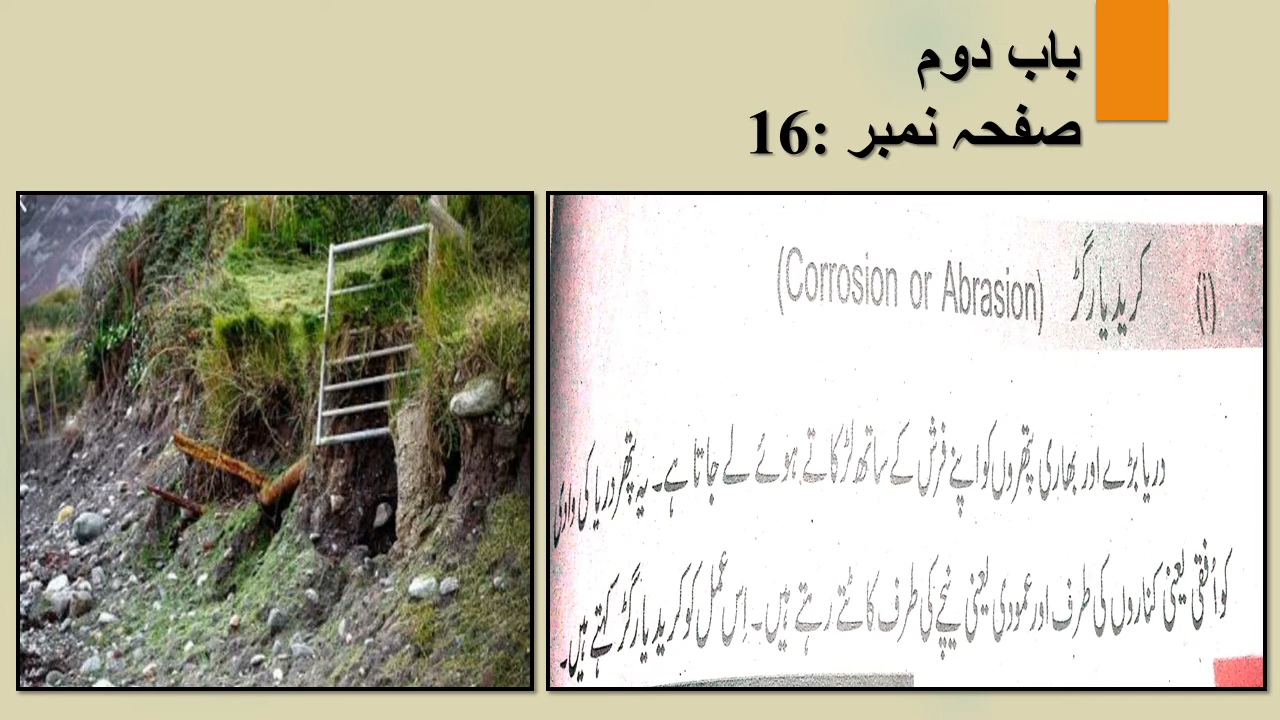 باب دوم
صفحہ نمبر :16
(i) کرید یا رگڑ (Corrosion or Abrasion)
دریا بڑے اور بھاری پتھروں کو اپنے فرش کے ساتھ لڑکاتے ہوئے لے جاتا ہے۔ یہ پتھر دریا کی وادی
کو اُفقی یعنی کناروں کی طرف اور عمودی یعنی نیچے کی طرف کاٹتے رہتے ہیں۔ اِس عمل کو کرید یا رگڑ کہتے ہیں۔